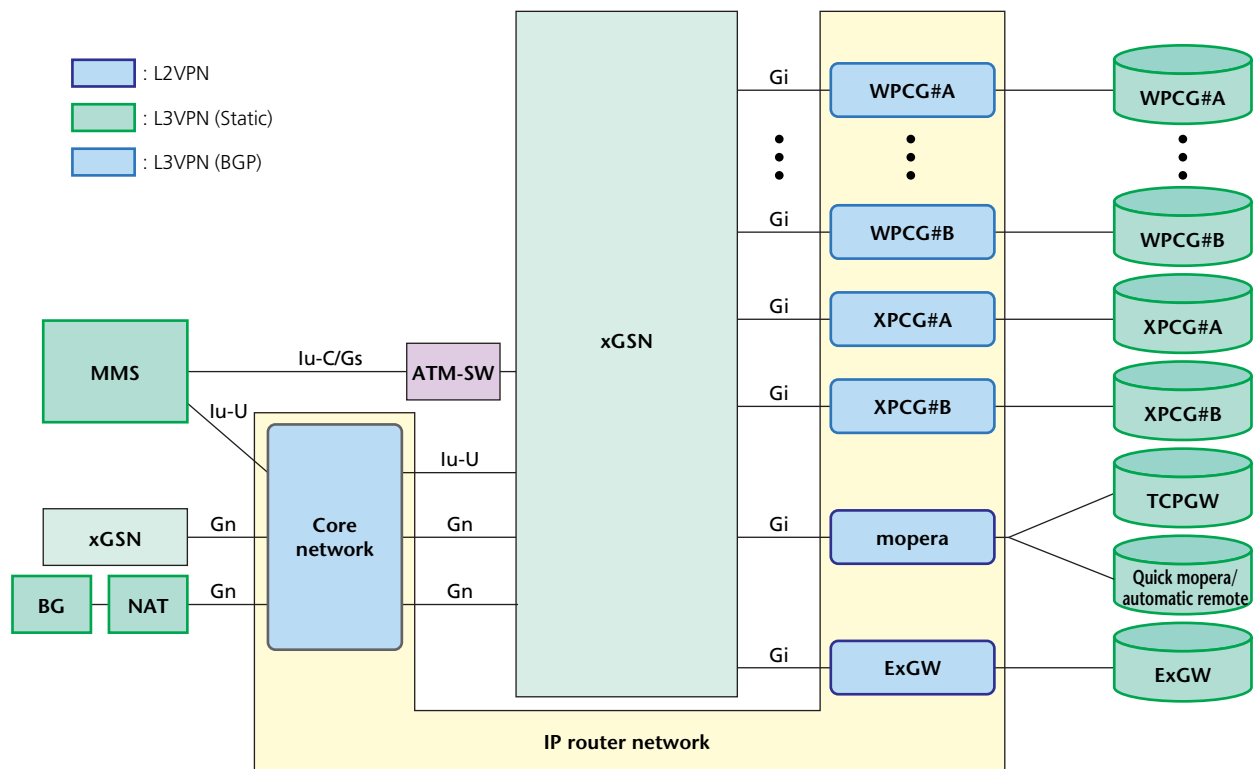 : L2VPN
: L3VPN (Static)
: L3VPN (BGP)
Gi
WPCG#A
WPCG#A
Gi
WPCG#B
WPCG#B
Gi
XPCG#A
XPCG#A
xGSN
MMS
Iu-C/Gs
ATM-SW
Gi
XPCG#B
XPCG#B
Iu-U
Iu-U
TCPGW
xGSN
Gn
Core
network
Gn
Gi
mopera
Quick mopera/
automatic remote
BG
NAT
Gn
Gn
Gi
ExGW
ExGW
IP router network